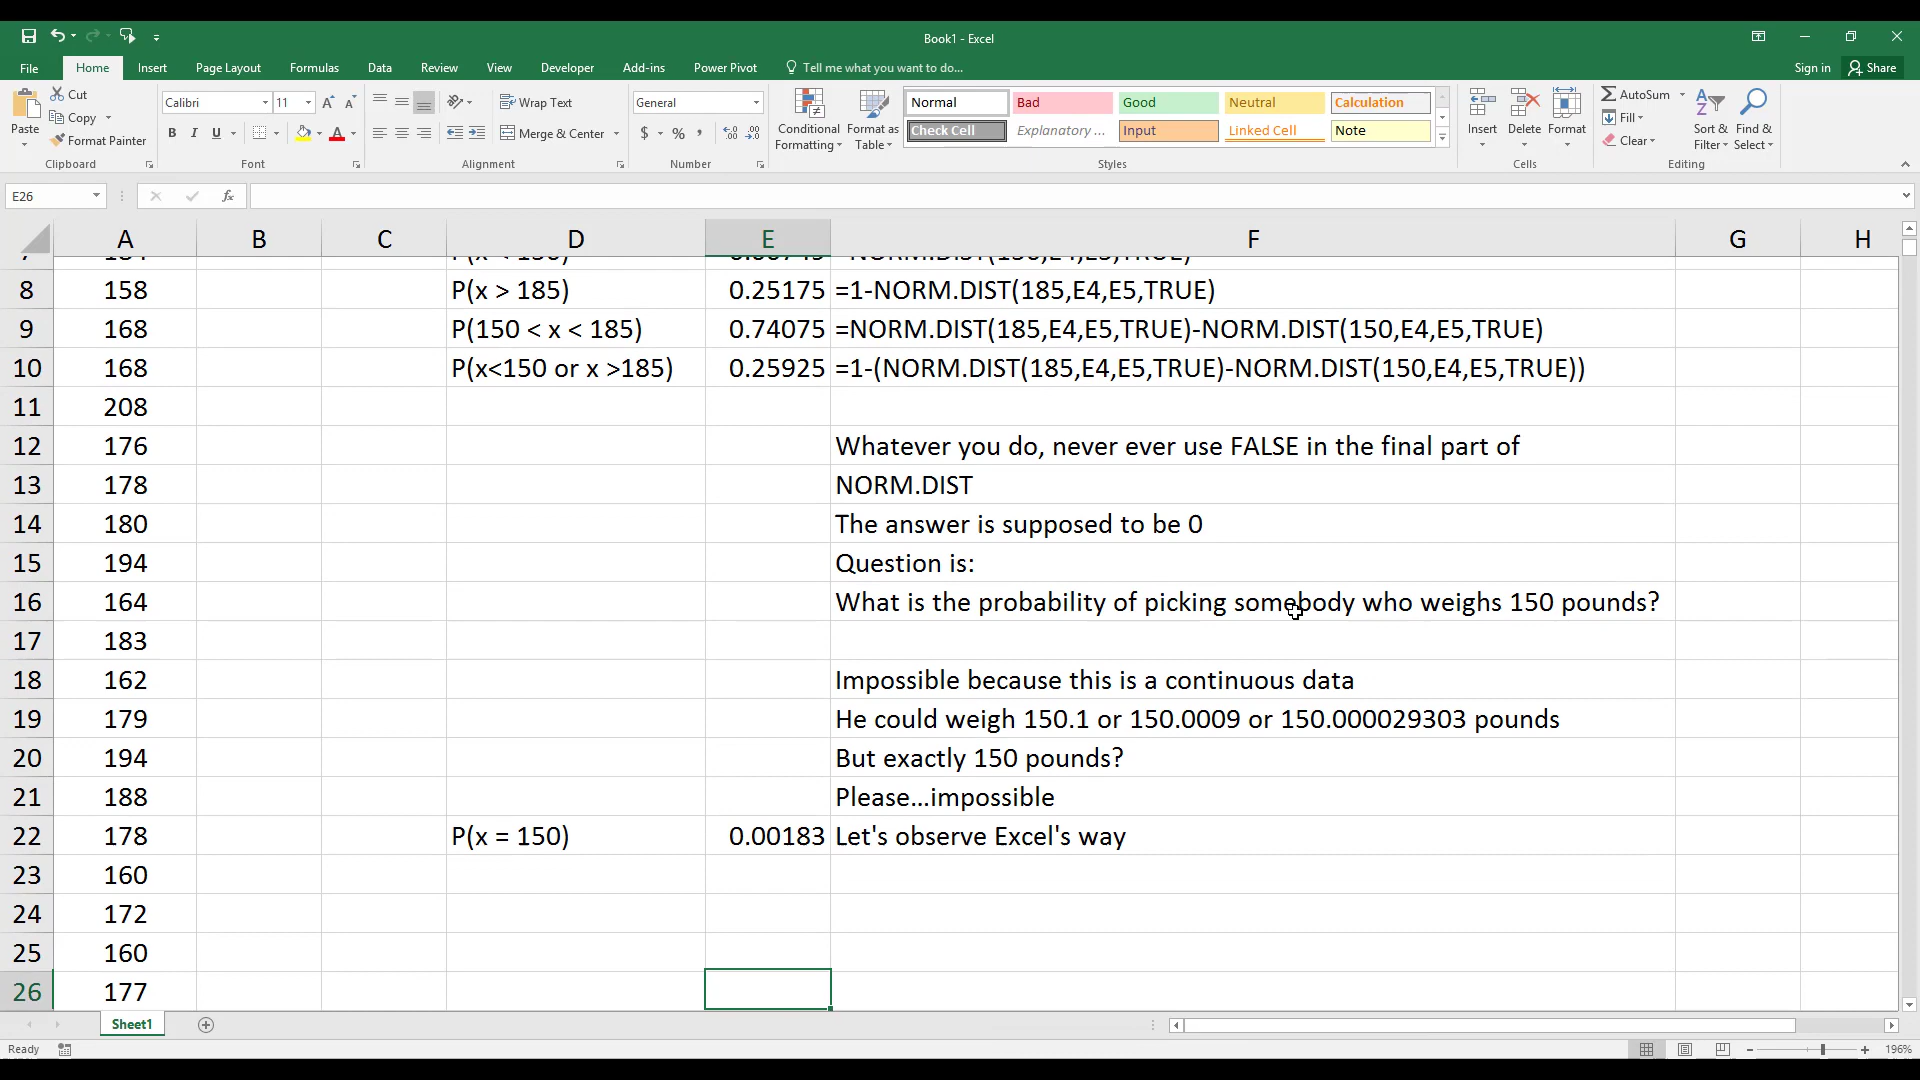 Book1 - Excel
File Home Insert Page Layout Formulas Data Review View Developer Add-ins Power Pivot Tell me what you want to do... Sign in Share
Paste
Cut
Copy
Format Painter
Clipboard
Calibri 11
B I U
A A
Font
Wrap Text
Merge & Center
Alignment
General
$ % ,
Number
Conditional Formatting
Format as Table
Normal Bad Good Neutral Calculation
Check Cell Explanatory ... Input Linked Cell Note
Styles
Insert Delete Format
Cells
AutoSum
Fill
Clear
Sort & Filter
Find & Select
Editing
E26 fx
A B C D E F G H
8 158 P(x > 185) 0.25175 =1-NORM.DIST(185,E4,E5,TRUE)
9 168 P(150 < x < 185) 0.74075 =NORM.DIST(185,E4,E5,TRUE)-NORM.DIST(150,E4,E5,TRUE)
10 168 P(x<150 or x >185) 0.25925 =1-(NORM.DIST(185,E4,E5,TRUE)-NORM.DIST(150,E4,E5,TRUE))
11 208
12 176 Whatever you do, never ever use FALSE in the final part of
13 178 NORM.DIST
14 180 The answer is supposed to be 0
15 194 Question is:
16 164 What is the probability of picking somebody who weighs 150 pounds?
17 183
18 162 Impossible because this is a continuous data
19 179 He could weigh 150.1 or 150.0009 or 150.000029303 pounds
20 194 But exactly 150 pounds?
21 188 Please...impossible
22 178 P(x = 150) 0.00183 Let's observe Excel's way
23 160
24 172
25 160
26 177
Sheet1
Ready 196%